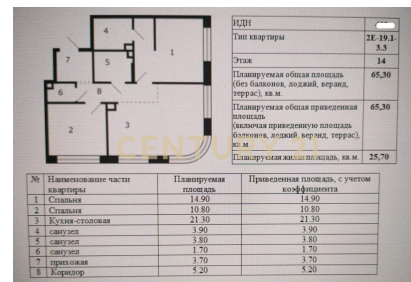 ИДН
Тип квартиры 2Е-19.1-3.3
Этаж 14
Планируемая общая площадь (без балконов, лоджий, веранд, террас), кв.м. 65,30
Планируемая общая приведенная площадь (включая приведенную площадь балконов, лоджий, веранд, террас), кв.м. 65,30
Планируемая жилая площадь, кв.м. 25,70
4
1
7
5
6
8
2
3
CENTURY 21
№ Наименование части квартиры Планируемая площадь Приведенная площадь, с учетом коэффициента
1 Спальня 14.90 14.90
2 Спальня 10.80 10.80
3 Кухня-столовая 21.30 21.30
4 санузел 3.90 3.90
5 санузел 3.80 3.80
6 санузел 1.70 1.70
7 прихожая 3.70 3.70
8 Коридор 5.20 5.20